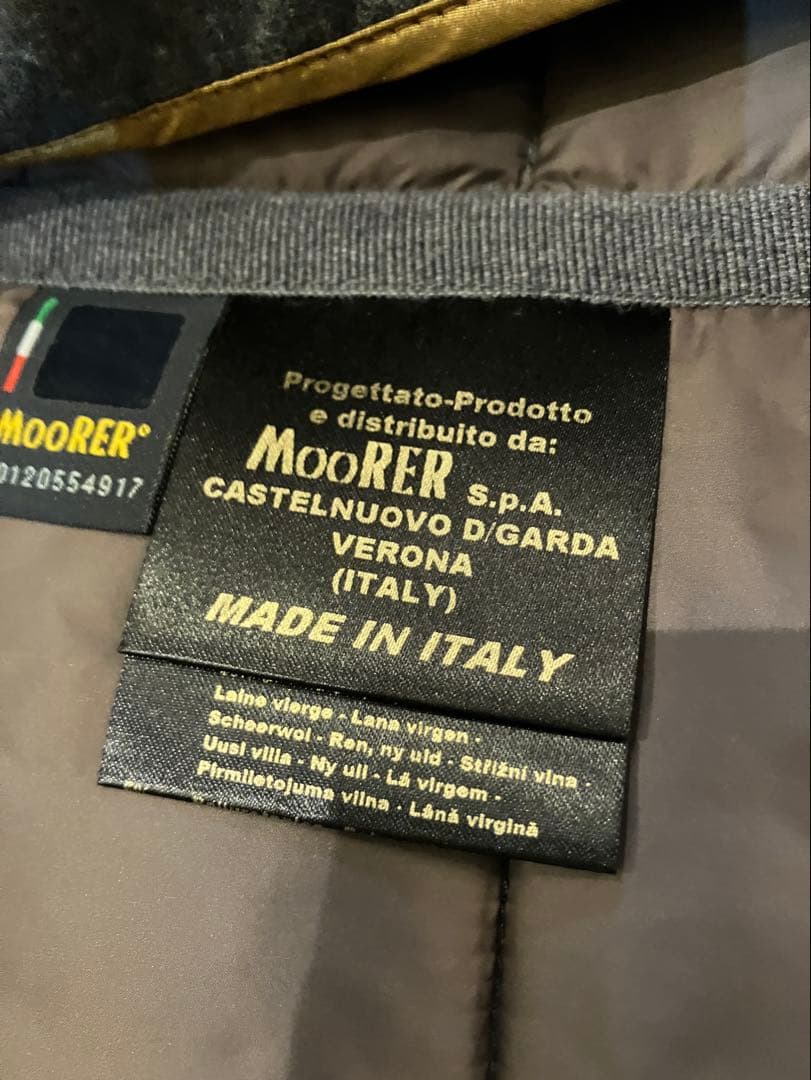 MOORER®
0120554917
Progettato-Prodotto
e distribuito da:
MOORER S.p.A.
CASTELNUOVO D/GARDA
VERONA
(ITALY)
MADE IN ITALY
Laine vierge - Lana virgen -
Scheerwol - Ren, ny uld - Střižní vlna -
Uusi villa - Ny ull - Lã virgem -
Pirmlietojuma vilna - Lână virgină